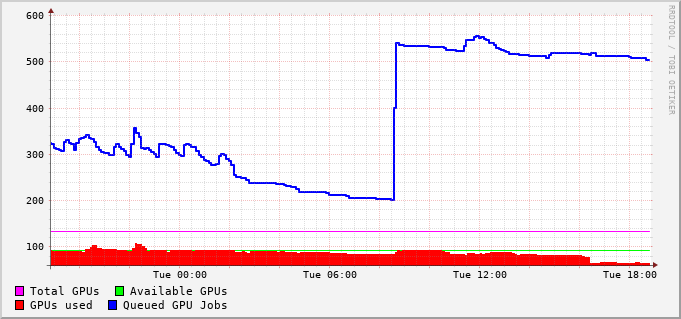 600
500
400
300
200
100
Tue 00:00 Tue 06:00 Tue 12:00 Tue 18:00
Total GPUs Available GPUs
GPUs used Queued GPU Jobs
RRDTOOL / TOBI OETIKER